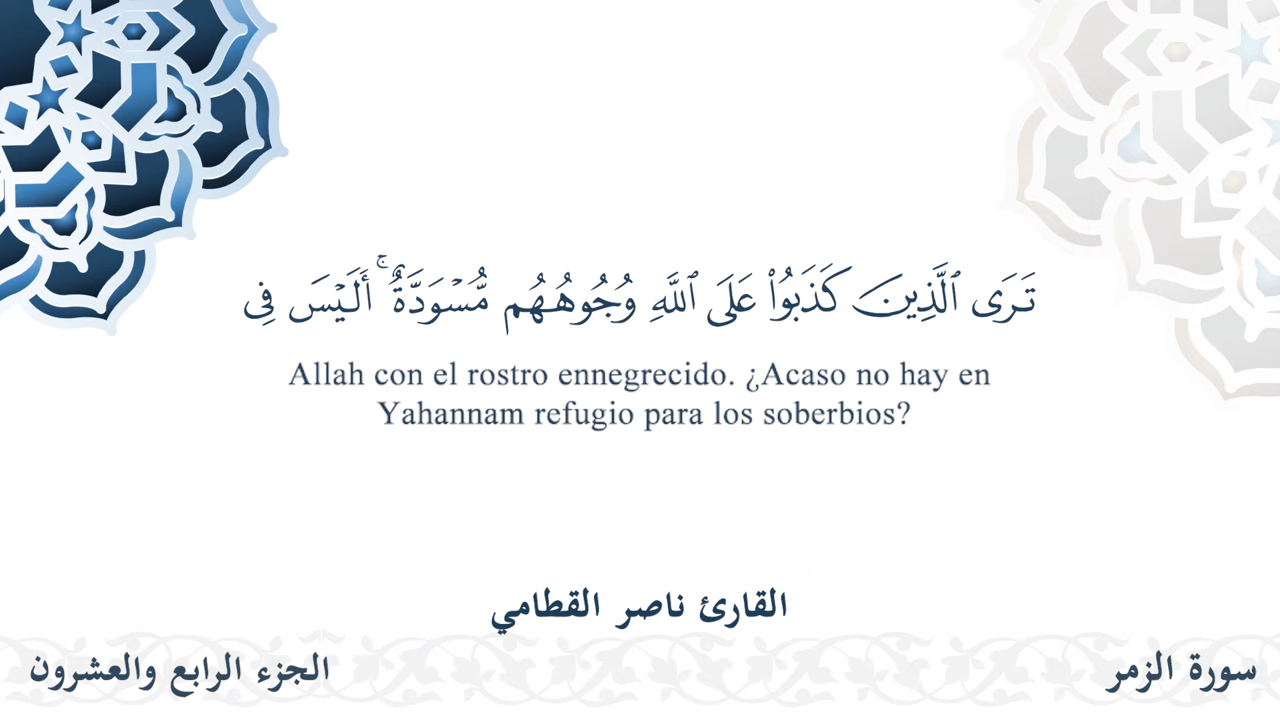 تَرَى ٱلَّذِينَ كَذَبُوا۟ عَلَى ٱللَّهِ وُجُوهُهُم مُّسْوَدَّةٌ ۚ أَلَيْسَ فِى
Allah con el rostro ennegrecido. ¿Acaso no hay en
Yahannam refugio para los soberbios?
القارئ ناصر القطامي
سورة الزمر
الجزء الرابع والعشرون